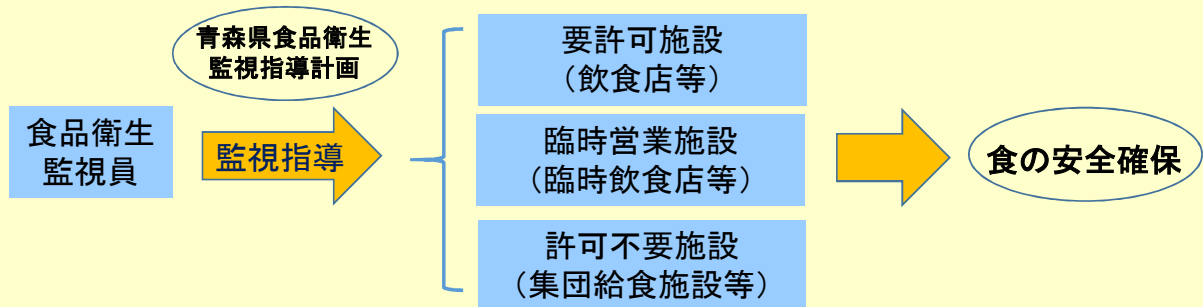 青森県食品衛生
監視指導計画
食品衛生
監視員
監視指導
要許可施設
（飲食店等）
臨時営業施設
（臨時飲食店等）
許可不要施設
（集団給食施設等）
食の安全確保